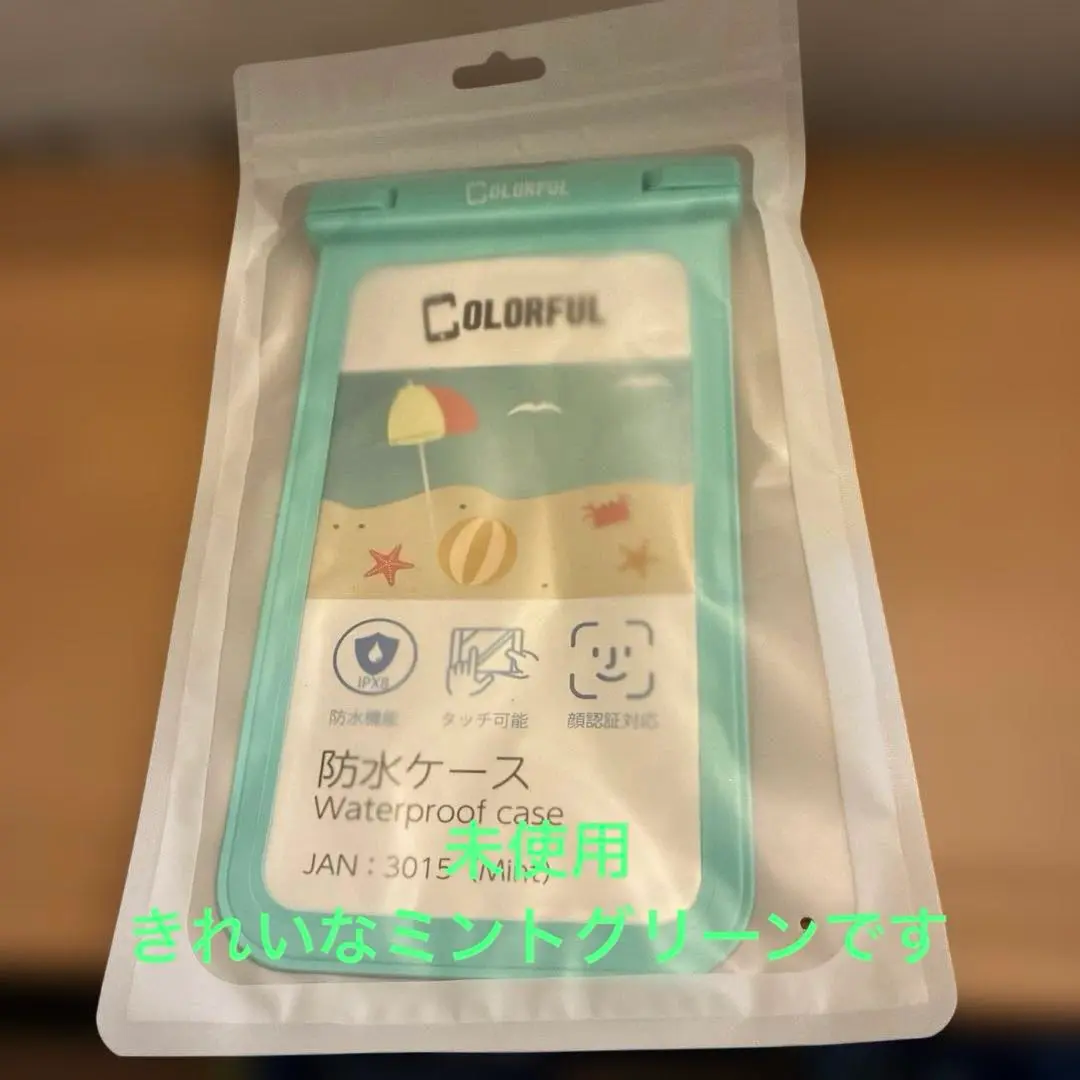 COLORFUL
COLORFUL
IPX8
防水機能 タッチ可能 顔認証対応
防水ケース
Waterproof case
JAN：3015 (Mint)
未使用
きれいなミントグリーンです